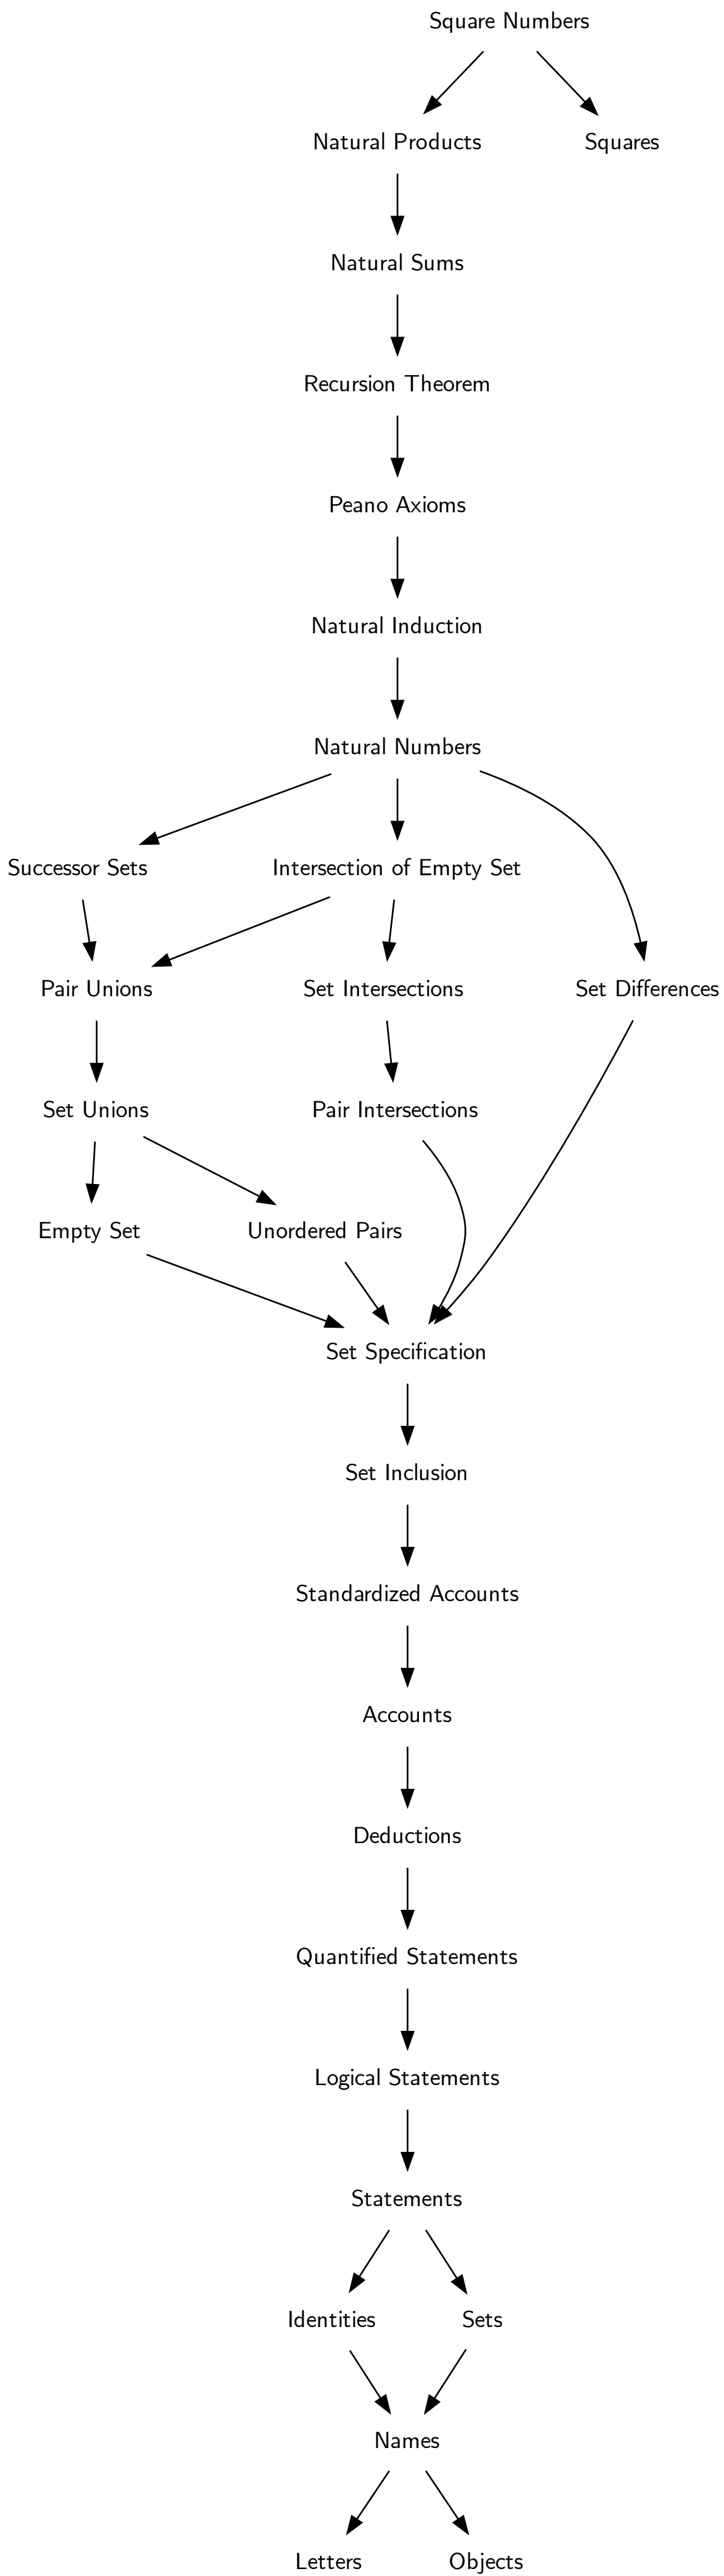 Square Numbers
Natural Products
Squares
Natural Sums
Recursion Theorem
Peano Axioms
Natural Induction
Natural Numbers
Successor Sets
Intersection of Empty Set
Pair Unions
Set Intersections
Set Differences
Set Unions
Pair Intersections
Empty Set
Unordered Pairs
Set Specification
Set Inclusion
Standardized Accounts
Accounts
Deductions
Quantified Statements
Logical Statements
Statements
Identities
Sets
Names
Letters
Objects